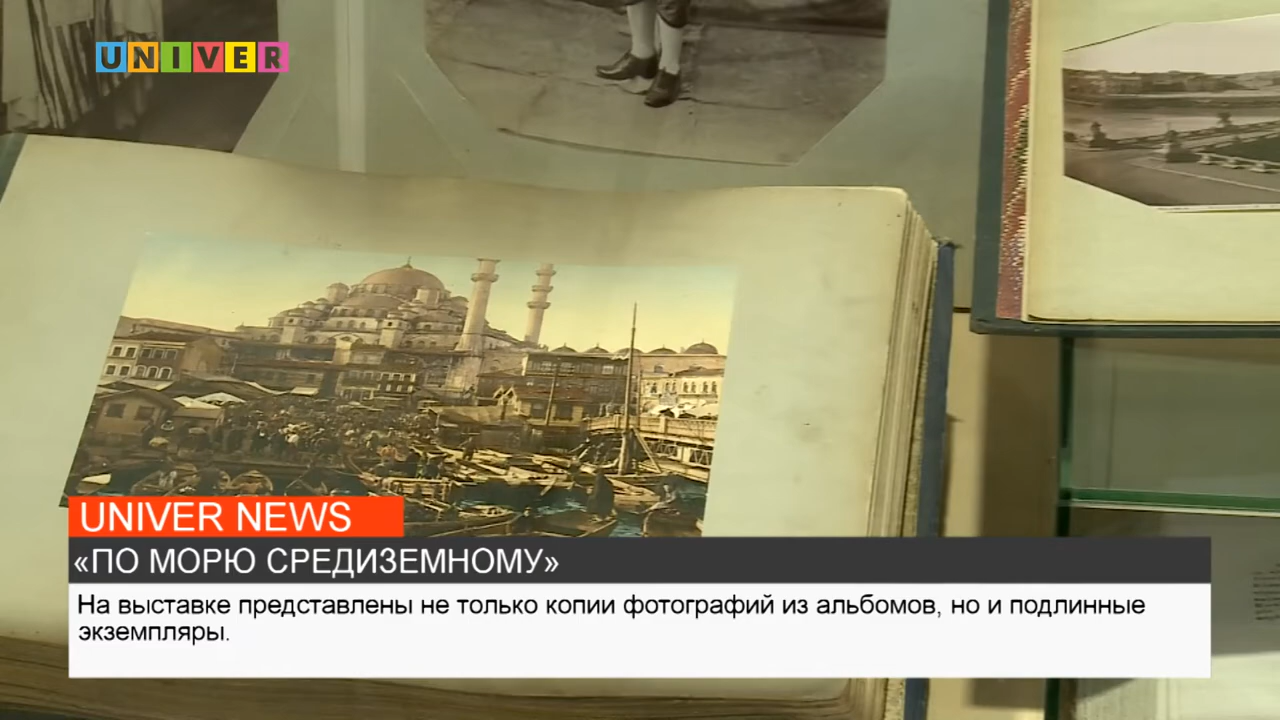 UNIVER
UNIVER NEWS
«ПО МОРЮ СРЕДИЗЕМНОМУ»
На выставке представлены не только копии фотографий из альбомов, но и подлинные
экземпляры.